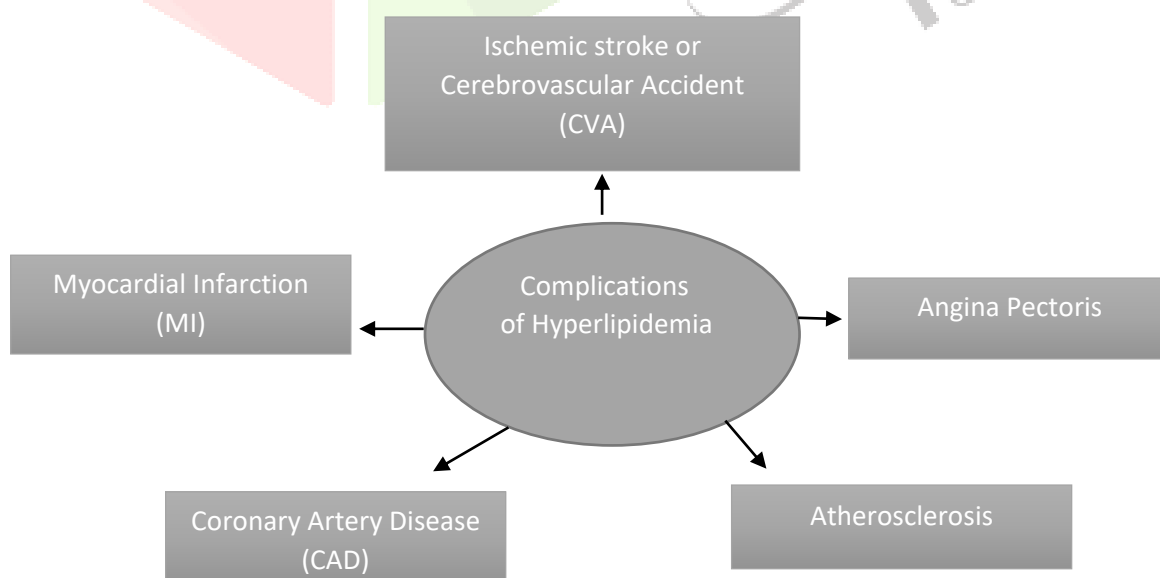 Ischemic stroke or
Cerebrovascular Accident
(CVA)
Complications
of Hyperlipidemia
Myocardial Infarction
(MI)
Angina Pectoris
Coronary Artery Disease
(CAD)
Atherosclerosis